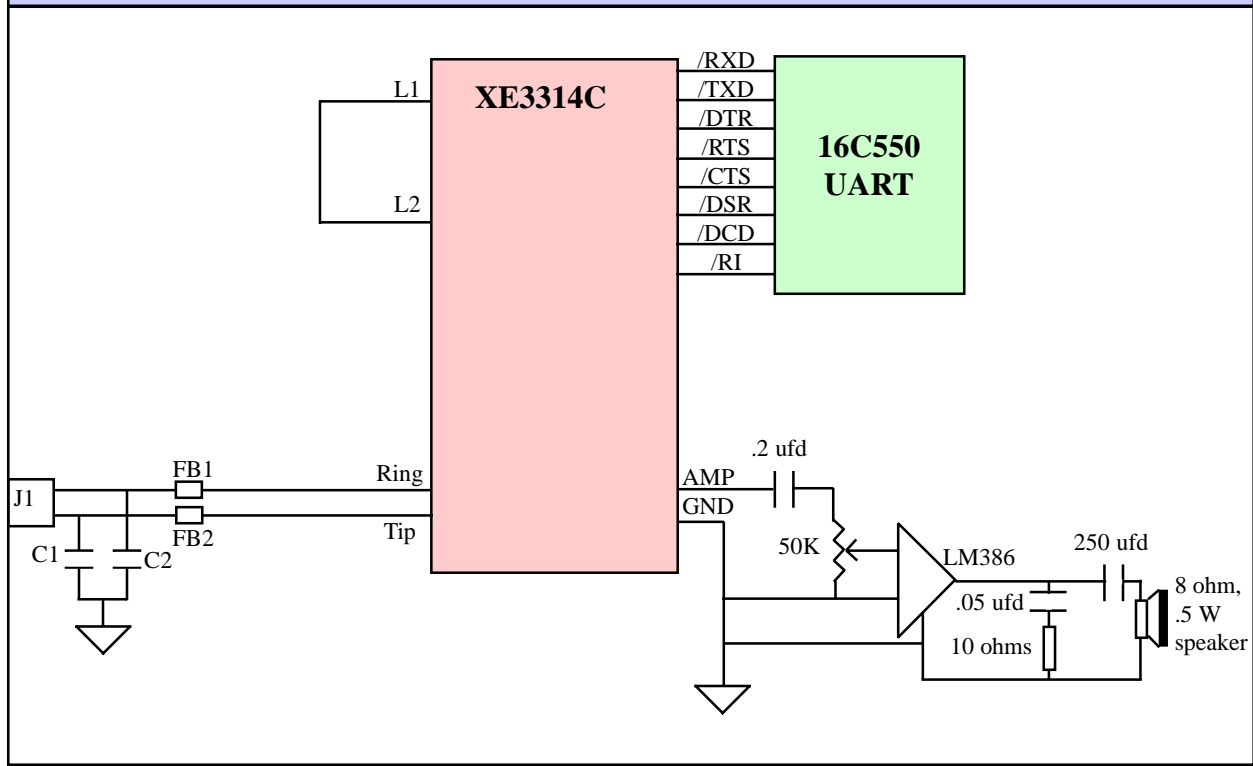 L1
L2
XE3314C
/RXD
/TXD
/DTR
/RTS
/CTS
/DSR
/DCD
/RI
16C550
UART
J1
FB1
FB2
C1
C2
Ring
Tip
AMP
GND
.2 ufd
50K
LM386
.05 ufd
10 ohms
250 ufd
8 ohm,
.5 W
speaker